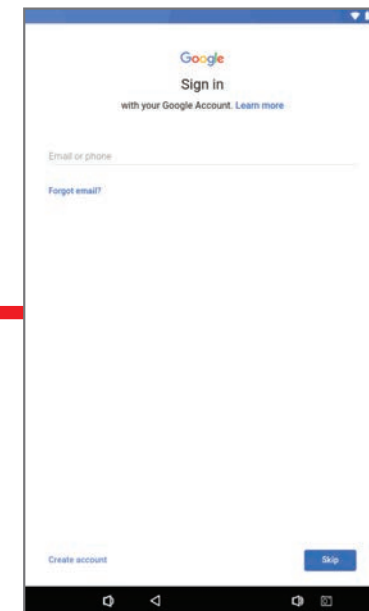 Google
Sign in
with your Google Account. Learn more
Email or phone
Forgot email?
Create account
Skip